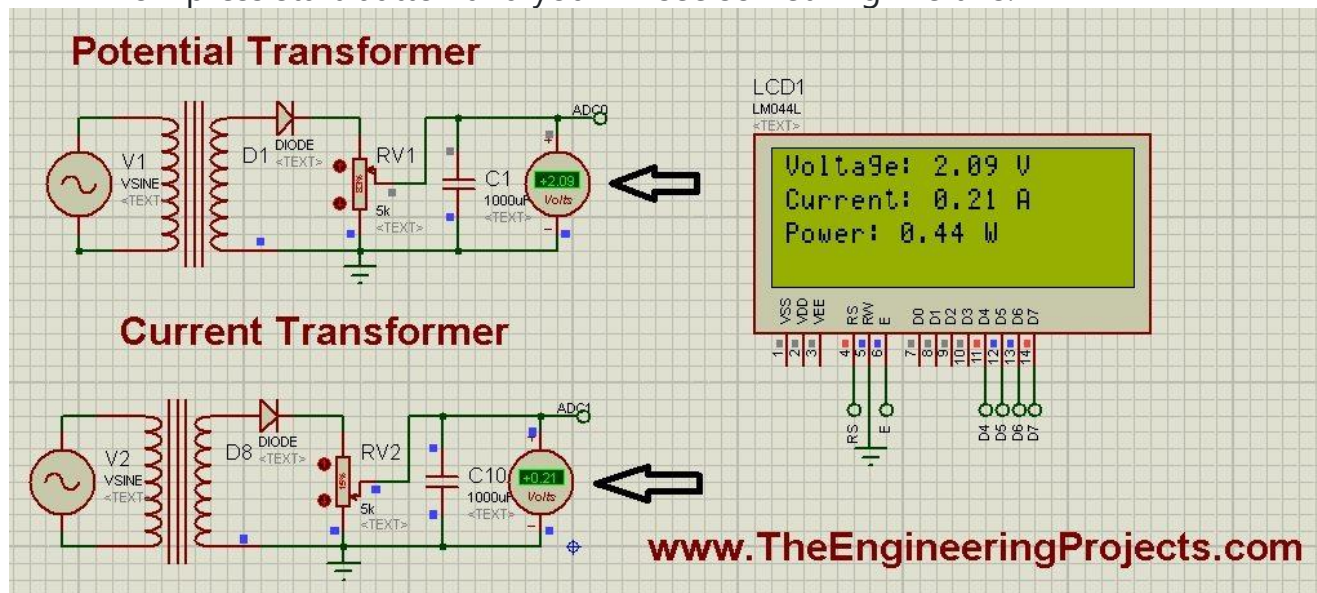 Potential Transformer
V1
VSINE
<TEXT>
D1
DIODE
<TEXT>
83%
RV1
5k
<TEXT>
C1
1000uF
<TEXT>
ADC0
+2.09
Volts
LCD1
LM044L
<TEXT>
Voltage: 2.09 V
Current: 0.21 A
Power: 0.44 W
VSS VDD VEE RS RW E D0 D1 D2 D3 D4 D5 D6 D7
1 2 3 4 5 6 7 8 9 10 11 12 13 14
RS E D4 D5 D6 D7
Current Transformer
V2
VSINE
<TEXT>
D8
DIODE
<TEXT>
15%
RV2
5k
<TEXT>
C10
1000uF
<TEXT>
ADC1
+0.21
Volts
www.TheEngineeringProjects.com